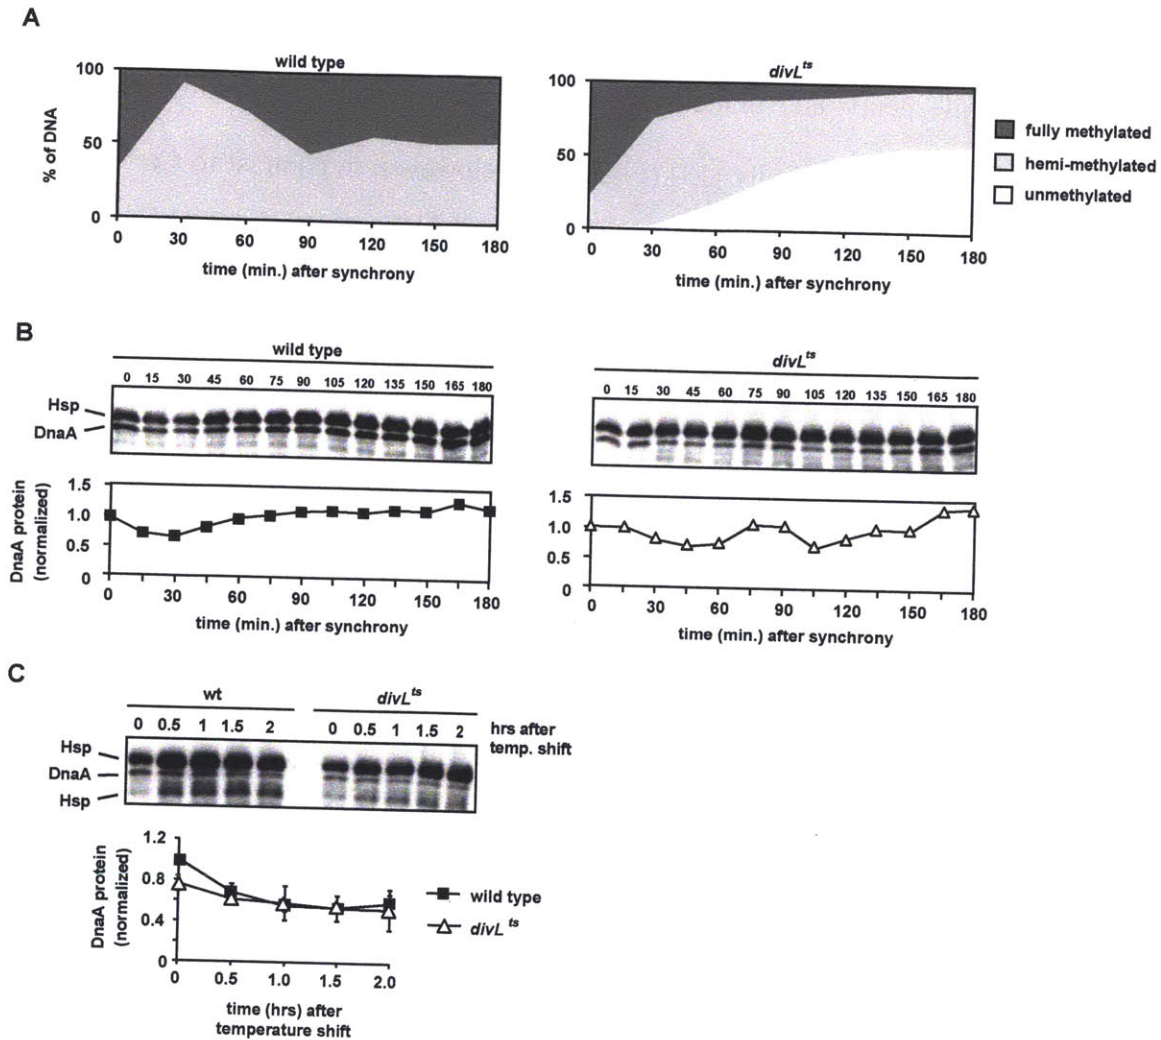 A
wild type
divL ts
100
50
0
% of DNA
0 30 60 90 120 150 180
time (min.) after synchrony
100
50
0
0 30 60 90 120 150 180
time (min.) after synchrony
fully methylated
hemi-methylated
unmethylated
B
wild type
0 15 30 45 60 75 90 105 120 135 150 165 180
Hsp
DnaA
divL ts
0 15 30 45 60 75 90 105 120 135 150 165 180
1.5
1.0
0.5
0
DnaA protein
(normalized)
0 30 60 90 120 150 180
time (min.) after synchrony
1.5
1.0
0.5
0
0 30 60 90 120 150 180
time (min.) after synchrony
C
wt
divL ts
0 0.5 1 1.5 2
0 0.5 1 1.5 2
hrs after
temp. shift
Hsp
DnaA
Hsp
1.2
0.8
0.4
0
DnaA protein
(normalized)
0 0.5 1.0 1.5 2.0
time (hrs) after
temperature shift
wild type
divL ts